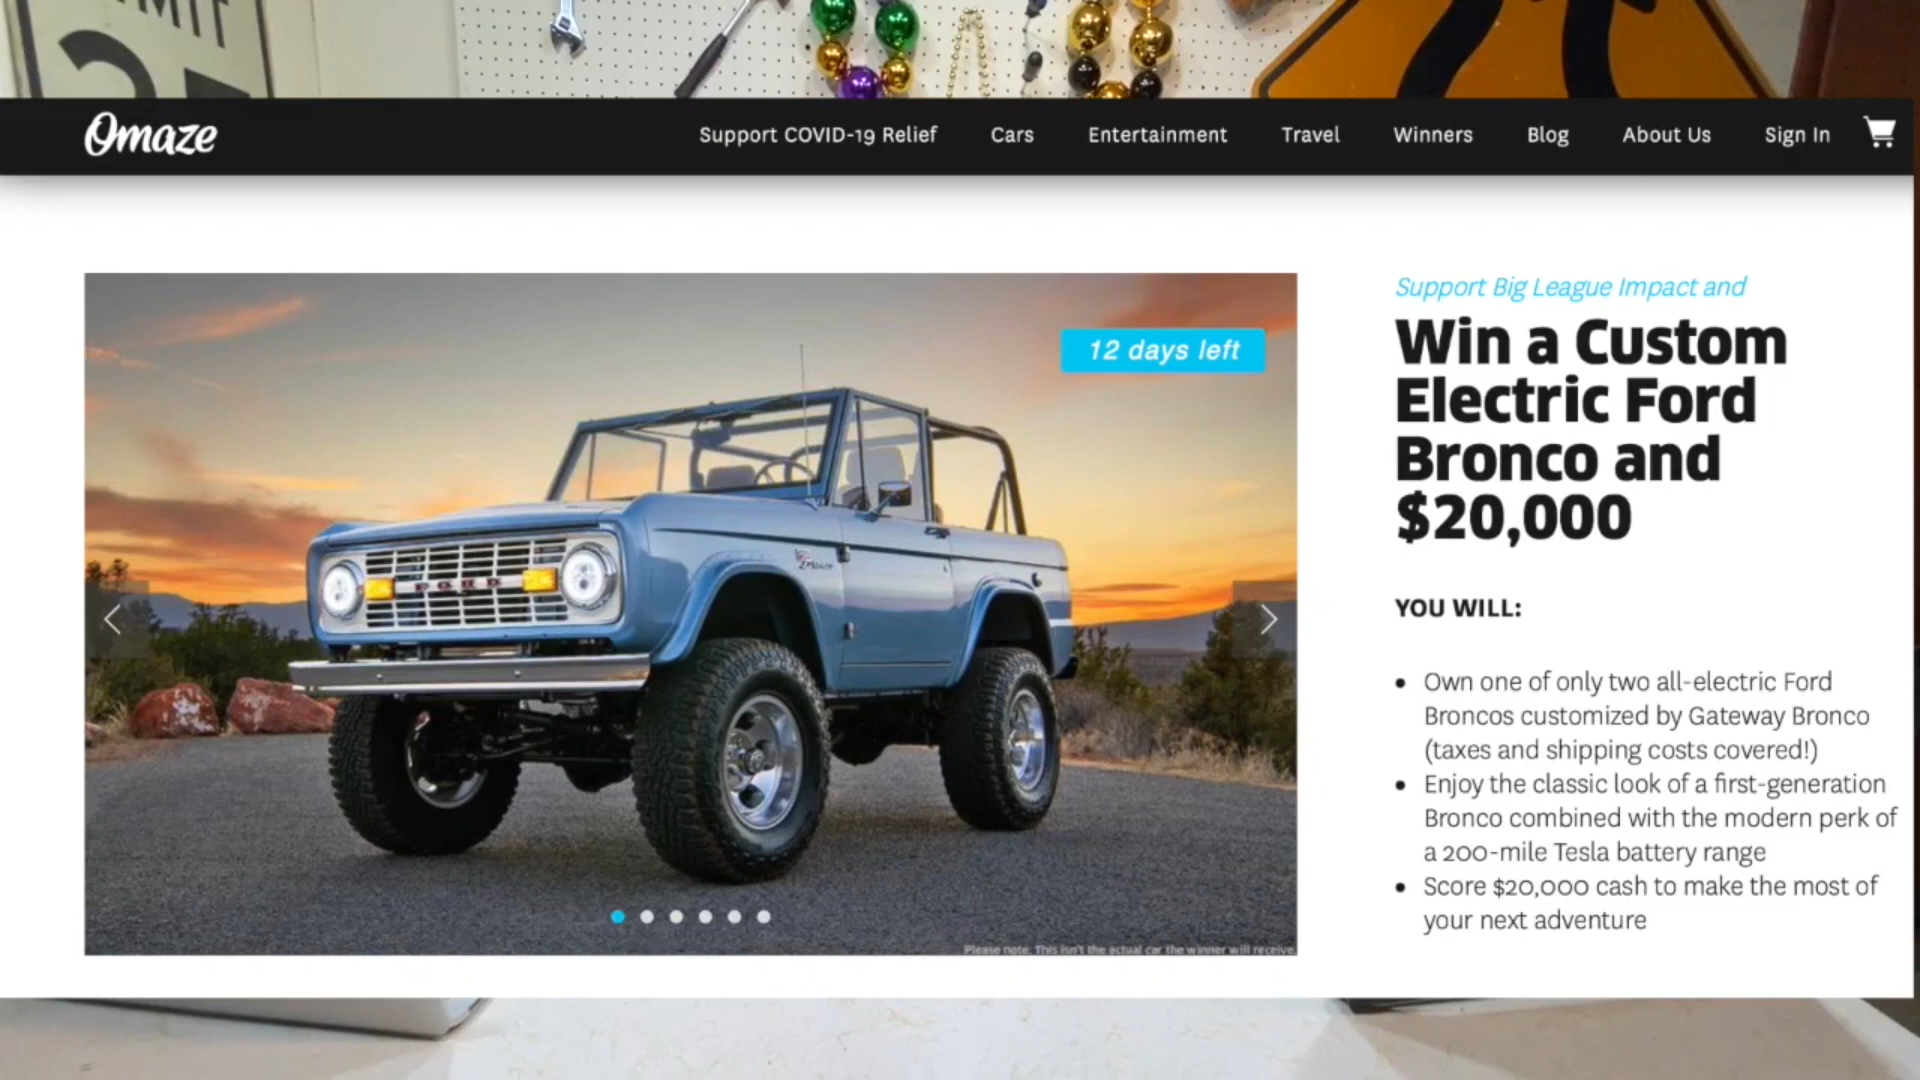 MIT
Omaze
Support COVID-19 Relief
Cars
Entertainment
Travel
Winners
Blog
About Us
Sign In
12 days left
FORD
Bronco
Please note: This isn't the actual car the winner will receive
Support Big League Impact and
Win a Custom
Electric Ford
Bronco and
$20,000
YOU WILL:
• Own one of only two all-electric Ford
Broncos customized by Gateway Bronco
(taxes and shipping costs covered!)
• Enjoy the classic look of a first-generation
Bronco combined with the modern perk of
a 200-mile Tesla battery range
• Score $20,000 cash to make the most of
your next adventure